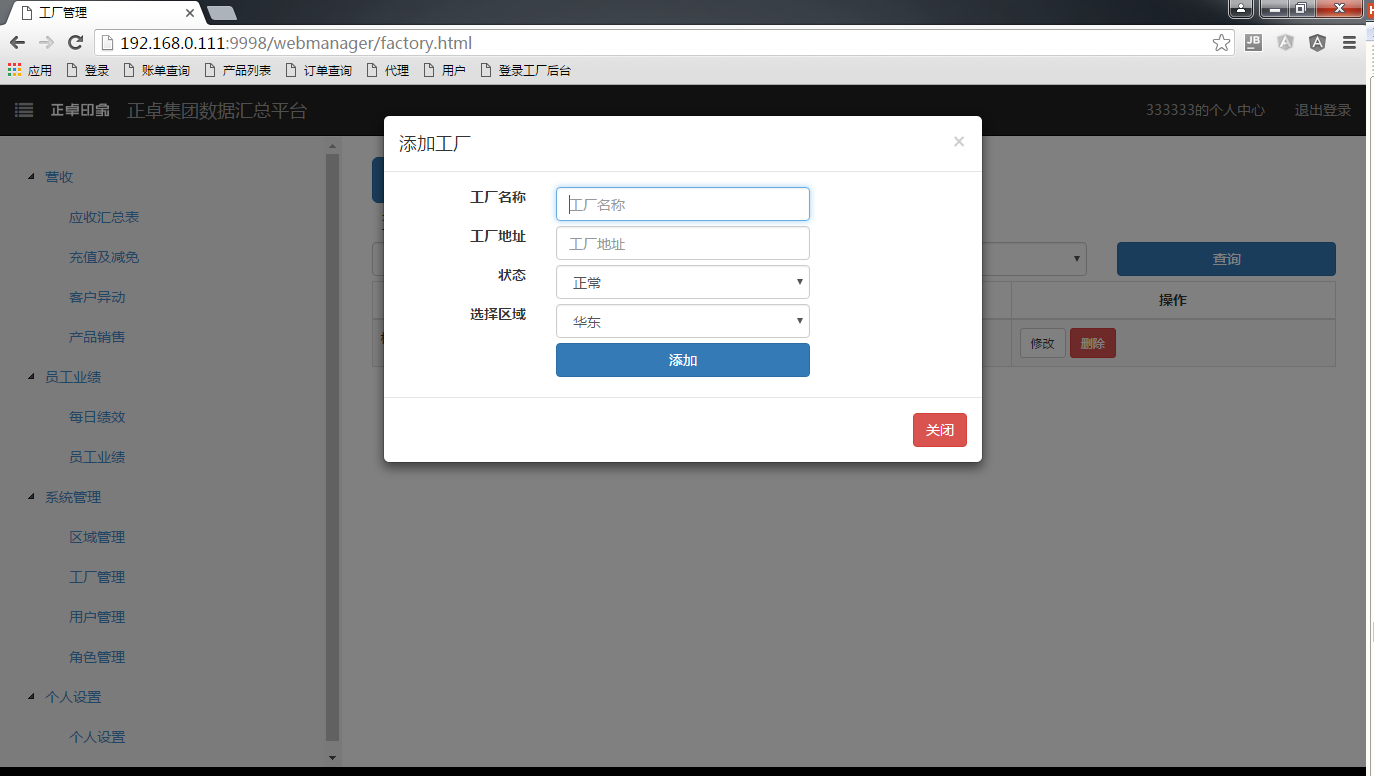 工厂管理
192.168.0.111:9998/webmanager/factory.html
JB
应用 登录 账单查询 产品列表 订单查询 代理 用户 登录工厂后台
正卓印象 正卓集团数据汇总平台 333333的个人中心 退出登录
营收
应收汇总表
充值及减免
客户异动
产品销售
员工业绩
每日绩效
员工业绩
系统管理
区域管理
工厂管理
用户管理
角色管理
个人设置
个人设置
添加工厂 ×
工厂名称 工厂名称
工厂地址 工厂地址
状态 正常
选择区域 华东
添加
关闭
查询
操作
修改 删除